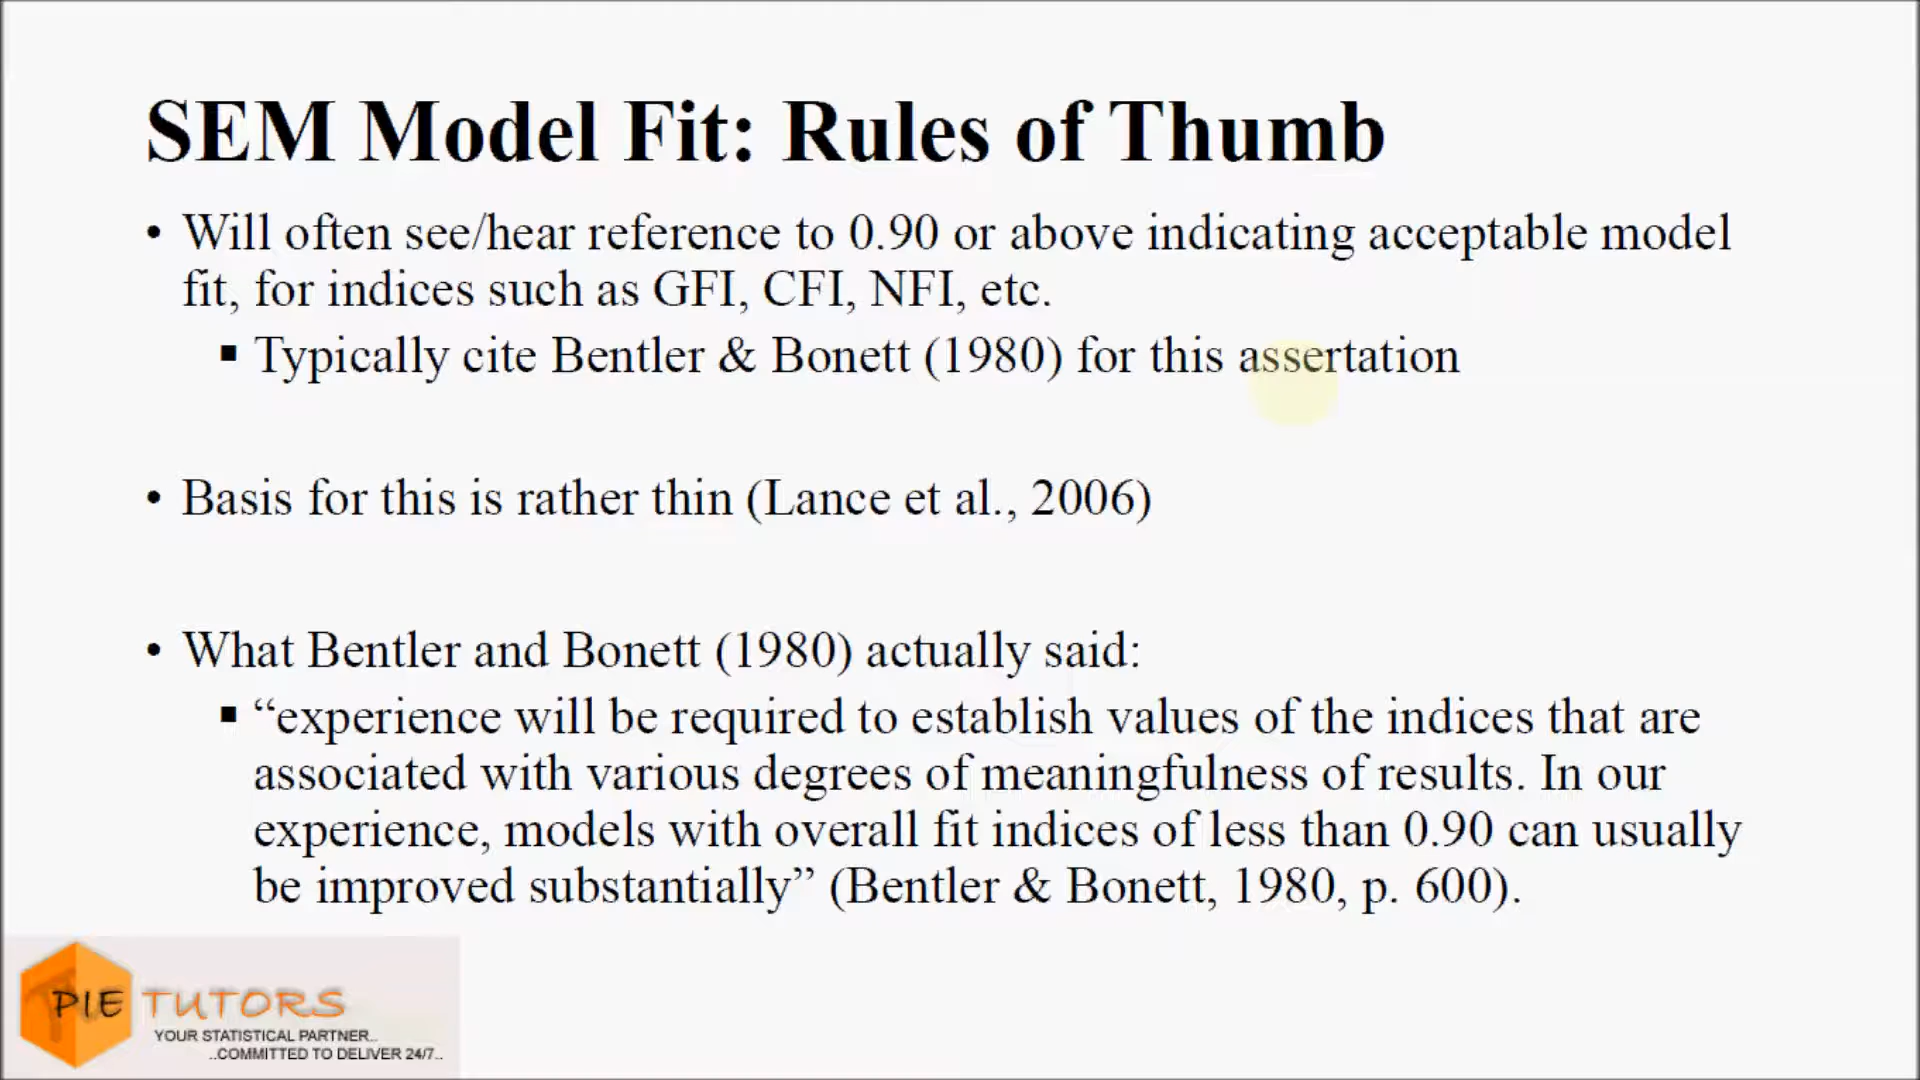 SEM Model Fit: Rules of Thumb
• Will often see/hear reference to 0.90 or above indicating acceptable model
fit, for indices such as GFI, CFI, NFI, etc.
▪ Typically cite Bentler & Bonett (1980) for this assertation
• Basis for this is rather thin (Lance et al., 2006)
• What Bentler and Bonett (1980) actually said:
▪ “experience will be required to establish values of the indices that are
associated with various degrees of meaningfulness of results. In our
experience, models with overall fit indices of less than 0.90 can usually
be improved substantially” (Bentler & Bonett, 1980, p. 600).
PIE TUTORS
YOUR STATISTICAL PARTNER..
..COMMITTED TO DELIVER 24/7..